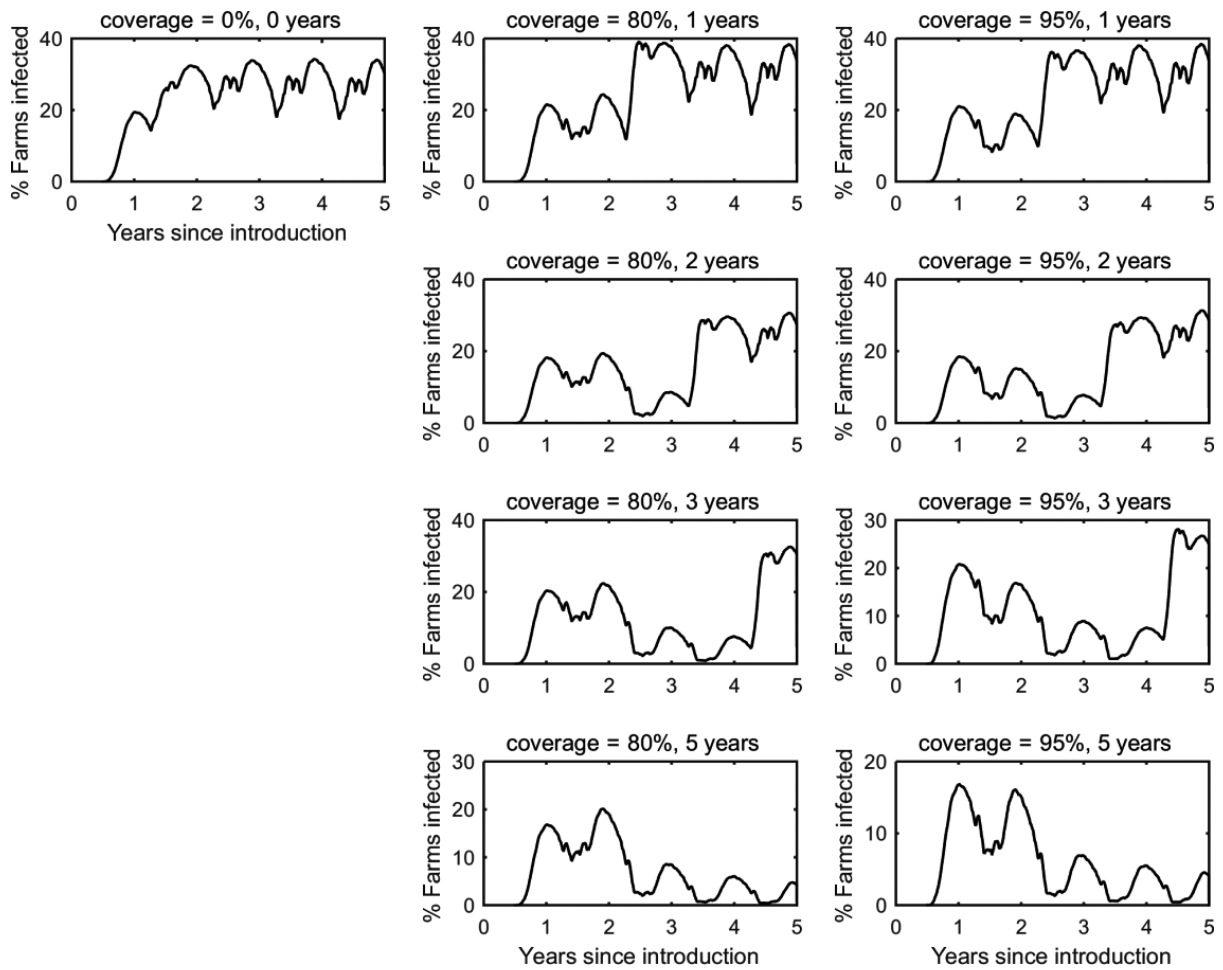 coverage = 0%, 0 years
% Farms infected
40
20
0
0 1 2 3 4 5
Years since introduction
coverage = 80%, 1 years
% Farms infected
40
20
0
0 1 2 3 4 5
coverage = 95%, 1 years
% Farms infected
40
20
0
0 1 2 3 4 5
coverage = 80%, 2 years
% Farms infected
40
20
0
0 1 2 3 4 5
coverage = 95%, 2 years
% Farms infected
40
20
0
0 1 2 3 4 5
coverage = 80%, 3 years
% Farms infected
40
20
0
0 1 2 3 4 5
coverage = 95%, 3 years
% Farms infected
30
20
10
0
0 1 2 3 4 5
coverage = 80%, 5 years
% Farms infected
30
20
10
0
0 1 2 3 4 5
Years since introduction
coverage = 95%, 5 years
% Farms infected
20
10
0
0 1 2 3 4 5
Years since introduction